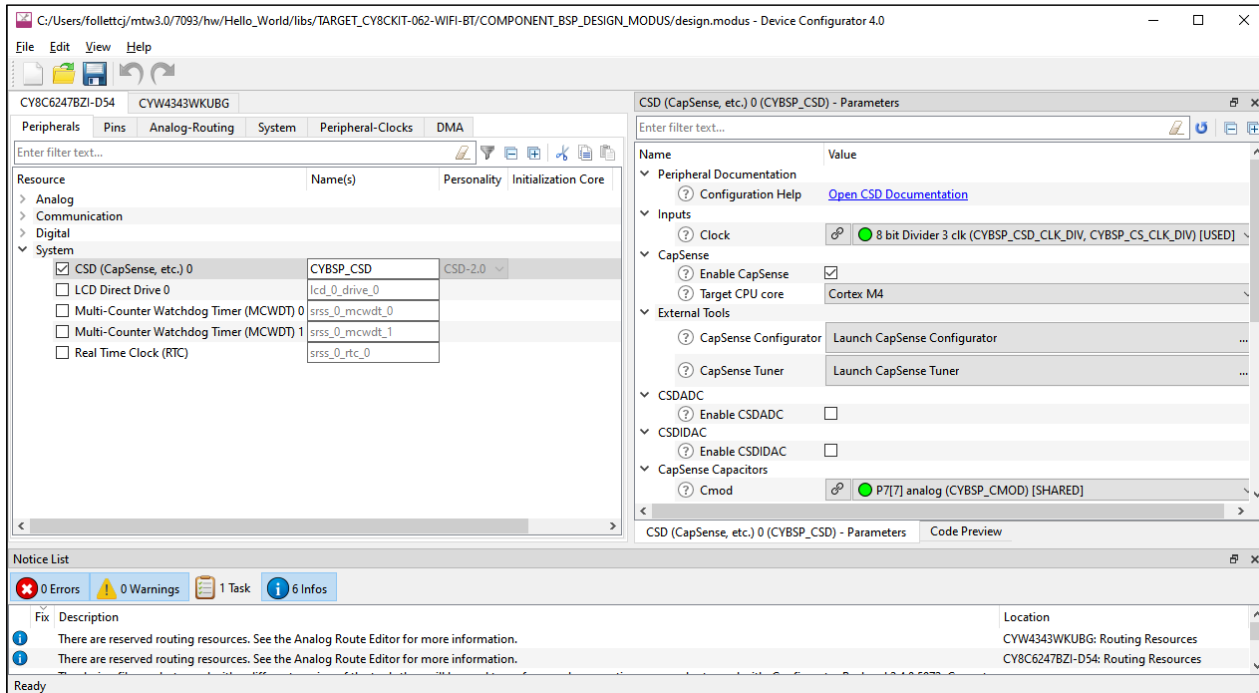 C:/Users/follettcj/mtw3.0/7093/hw/Hello_World/libs/TARGET_CY8CKIT-062-WIFI-BT/COMPONENT_BSP_DESIGN_MODUS/design.modus - Device Configurator 4.0
File Edit View Help
CY8C6247BZI-D54 CYW4343WKUBG
Peripherals Pins Analog-Routing System Peripheral-Clocks DMA
Enter filter text...
Resource Name(s) Personality Initialization Core
Analog
Communication
Digital
System
CSD (CapSense, etc.) 0 CYBSP_CSD CSD-2.0
LCD Direct Drive 0 lcd_0_drive_0
Multi-Counter Watchdog Timer (MCWDT) 0 srss_0_mcwdt_0
Multi-Counter Watchdog Timer (MCWDT) 1 srss_0_mcwdt_1
Real Time Clock (RTC) srss_0_rtc_0
CSD (CapSense, etc.) 0 (CYBSP_CSD) - Parameters
Enter filter text...
Name Value
Peripheral Documentation
Configuration Help Open CSD Documentation
Inputs
Clock 8 bit Divider 3 clk (CYBSP_CSD_CLK_DIV, CYBSP_CS_CLK_DIV) [USED]
CapSense
Enable CapSense
Target CPU core Cortex M4
External Tools
CapSense Configurator Launch CapSense Configurator ...
CapSense Tuner Launch CapSense Tuner ...
CSDADC
Enable CSDADC
CSDIDAC
Enable CSDIDAC
CapSense Capacitors
Cmod P7[7] analog (CYBSP_CMOD) [SHARED]
CSD (CapSense, etc.) 0 (CYBSP_CSD) - Parameters Code Preview
Notice List
0 Errors 0 Warnings 1 Task 6 Infos
Fix Description Location
There are reserved routing resources. See the Analog Route Editor for more information. CYW4343WKUBG: Routing Resources
There are reserved routing resources. See the Analog Route Editor for more information. CY8C6247BZI-D54: Routing Resources
Ready